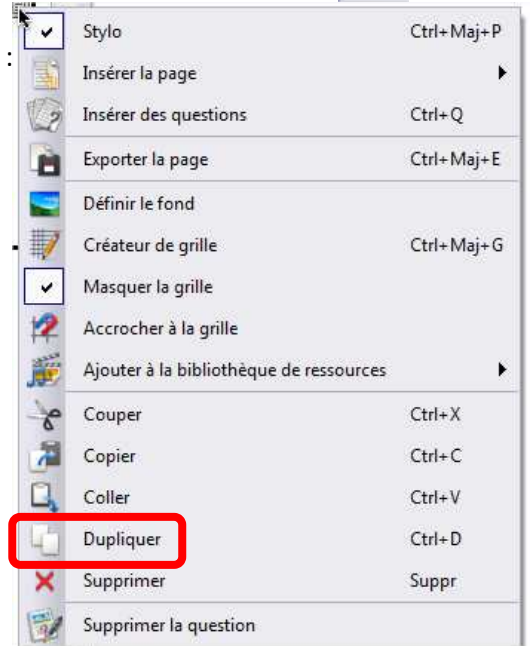 Stylo Ctrl+Maj+P
:
Insérer la page
Insérer des questions Ctrl+Q
Exporter la page Ctrl+Maj+E
Définir le fond
Créateur de grille Ctrl+Maj+G
Masquer la grille
Accrocher à la grille
Ajouter à la bibliothèque de ressources
Couper Ctrl+X
Copier Ctrl+C
Coller Ctrl+V
Dupliquer Ctrl+D
Supprimer Suppr
Supprimer la question